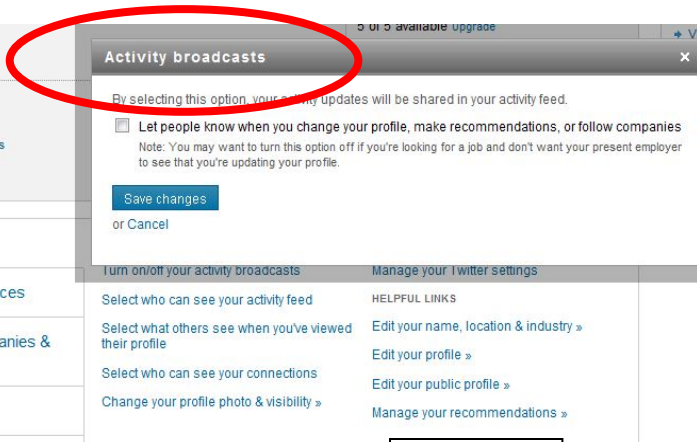 5 of 5 available Upgrade
Activity broadcasts
x
By selecting this option, your activity updates will be shared in your activity feed.
Let people know when you change your profile, make recommendations, or follow companies
Note: You may want to turn this option off if you're looking for a job and don't want your present employer
to see that you're updating your profile.
Save changes
or Cancel
Turn on/off your activity broadcasts
Manage your Twitter settings
ces
Select who can see your activity feed
HELPFUL LINKS
anies &
Select what others see when you've viewed
their profile
Edit your name, location & industry »
Edit your profile »
Select who can see your connections
Edit your public profile »
Change your profile photo & visibility »
Manage your recommendations »